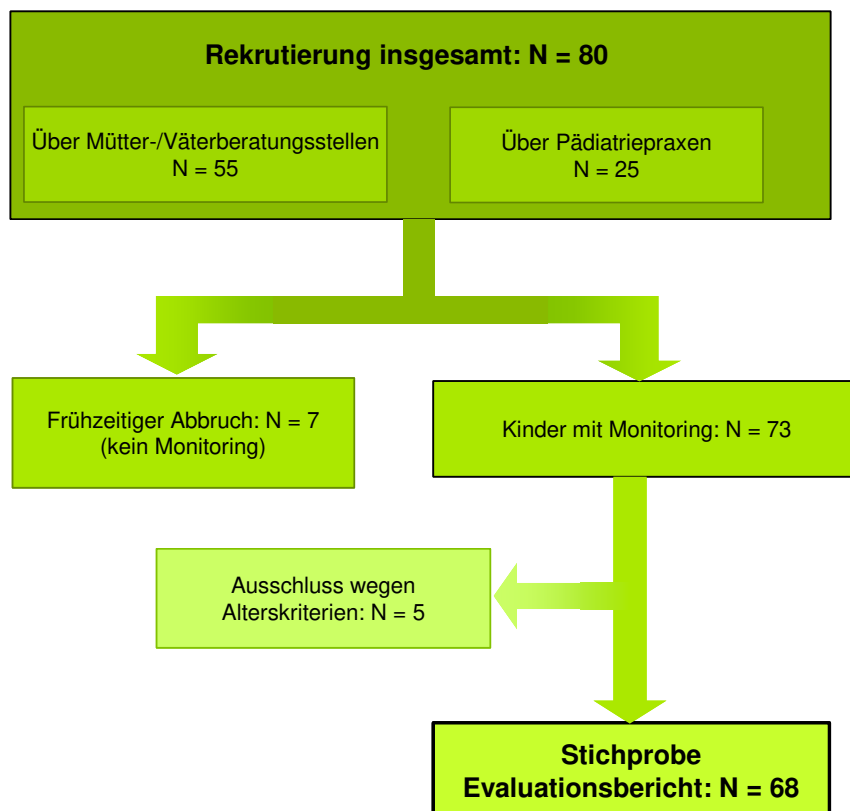 Rekrutierung insgesamt: N = 80
Über Mütter-/Väterberatungsstellen
N = 55
Über Pädiatriepraxen
N = 25
Frühzeitiger Abbruch: N = 7
(kein Monitoring)
Kinder mit Monitoring: N = 73
Ausschluss wegen
Alterskriterien: N = 5
Stichprobe
Evaluationsbericht: N = 68